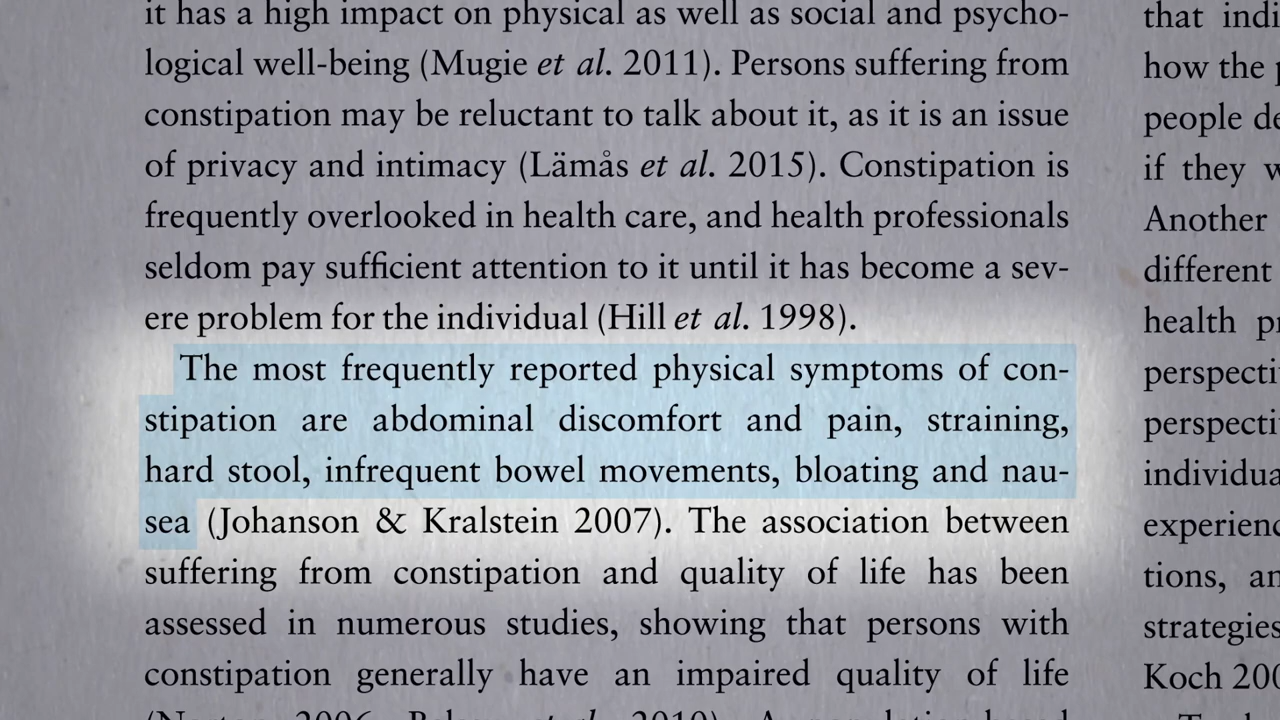 it has a high impact on physical as well as social and psycho-
logical well-being (Mugie et al. 2011). Persons suffering from
constipation may be reluctant to talk about it, as it is an issue
of privacy and intimacy (Lämås et al. 2015). Constipation is
frequently overlooked in health care, and health professionals
seldom pay sufficient attention to it until it has become a sev-
ere problem for the individual (Hill et al. 1998).
The most frequently reported physical symptoms of con-
stipation are abdominal discomfort and pain, straining,
hard stool, infrequent bowel movements, bloating and nau-
sea (Johanson & Kralstein 2007). The association between
suffering from constipation and quality of life has been
assessed in numerous studies, showing that persons with
constipation generally have an impaired quality of life
that indi
how the
people de
if they w
Another
different
health pr
perspecti
perspecti
individua
experienc
tions, an
strategies
Koch 200